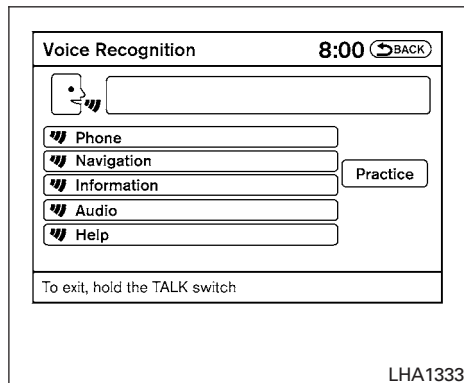 Voice Recognition 8:00 BACK
Phone
Navigation
Practice
Information
Audio
Help
To exit, hold the TALK switch
LHA1333